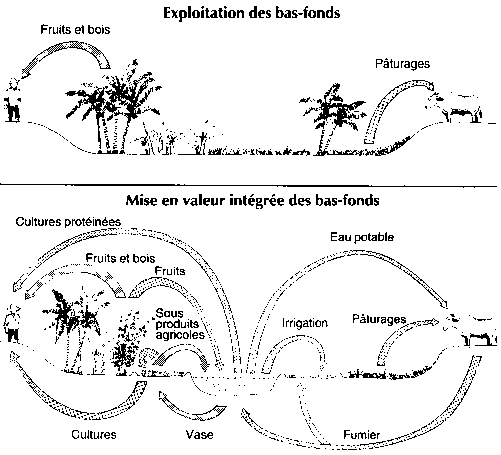 Exploitation des bas-fonds
Fruits et bois
Pâturages
Mise en valeur intégrée des bas-fonds
Cultures protéinées
Eau potable
Fruits et bois
Fruits
Sous
produits
agricoles
Irrigation
Pâturages
Cultures
Vase
Fumier